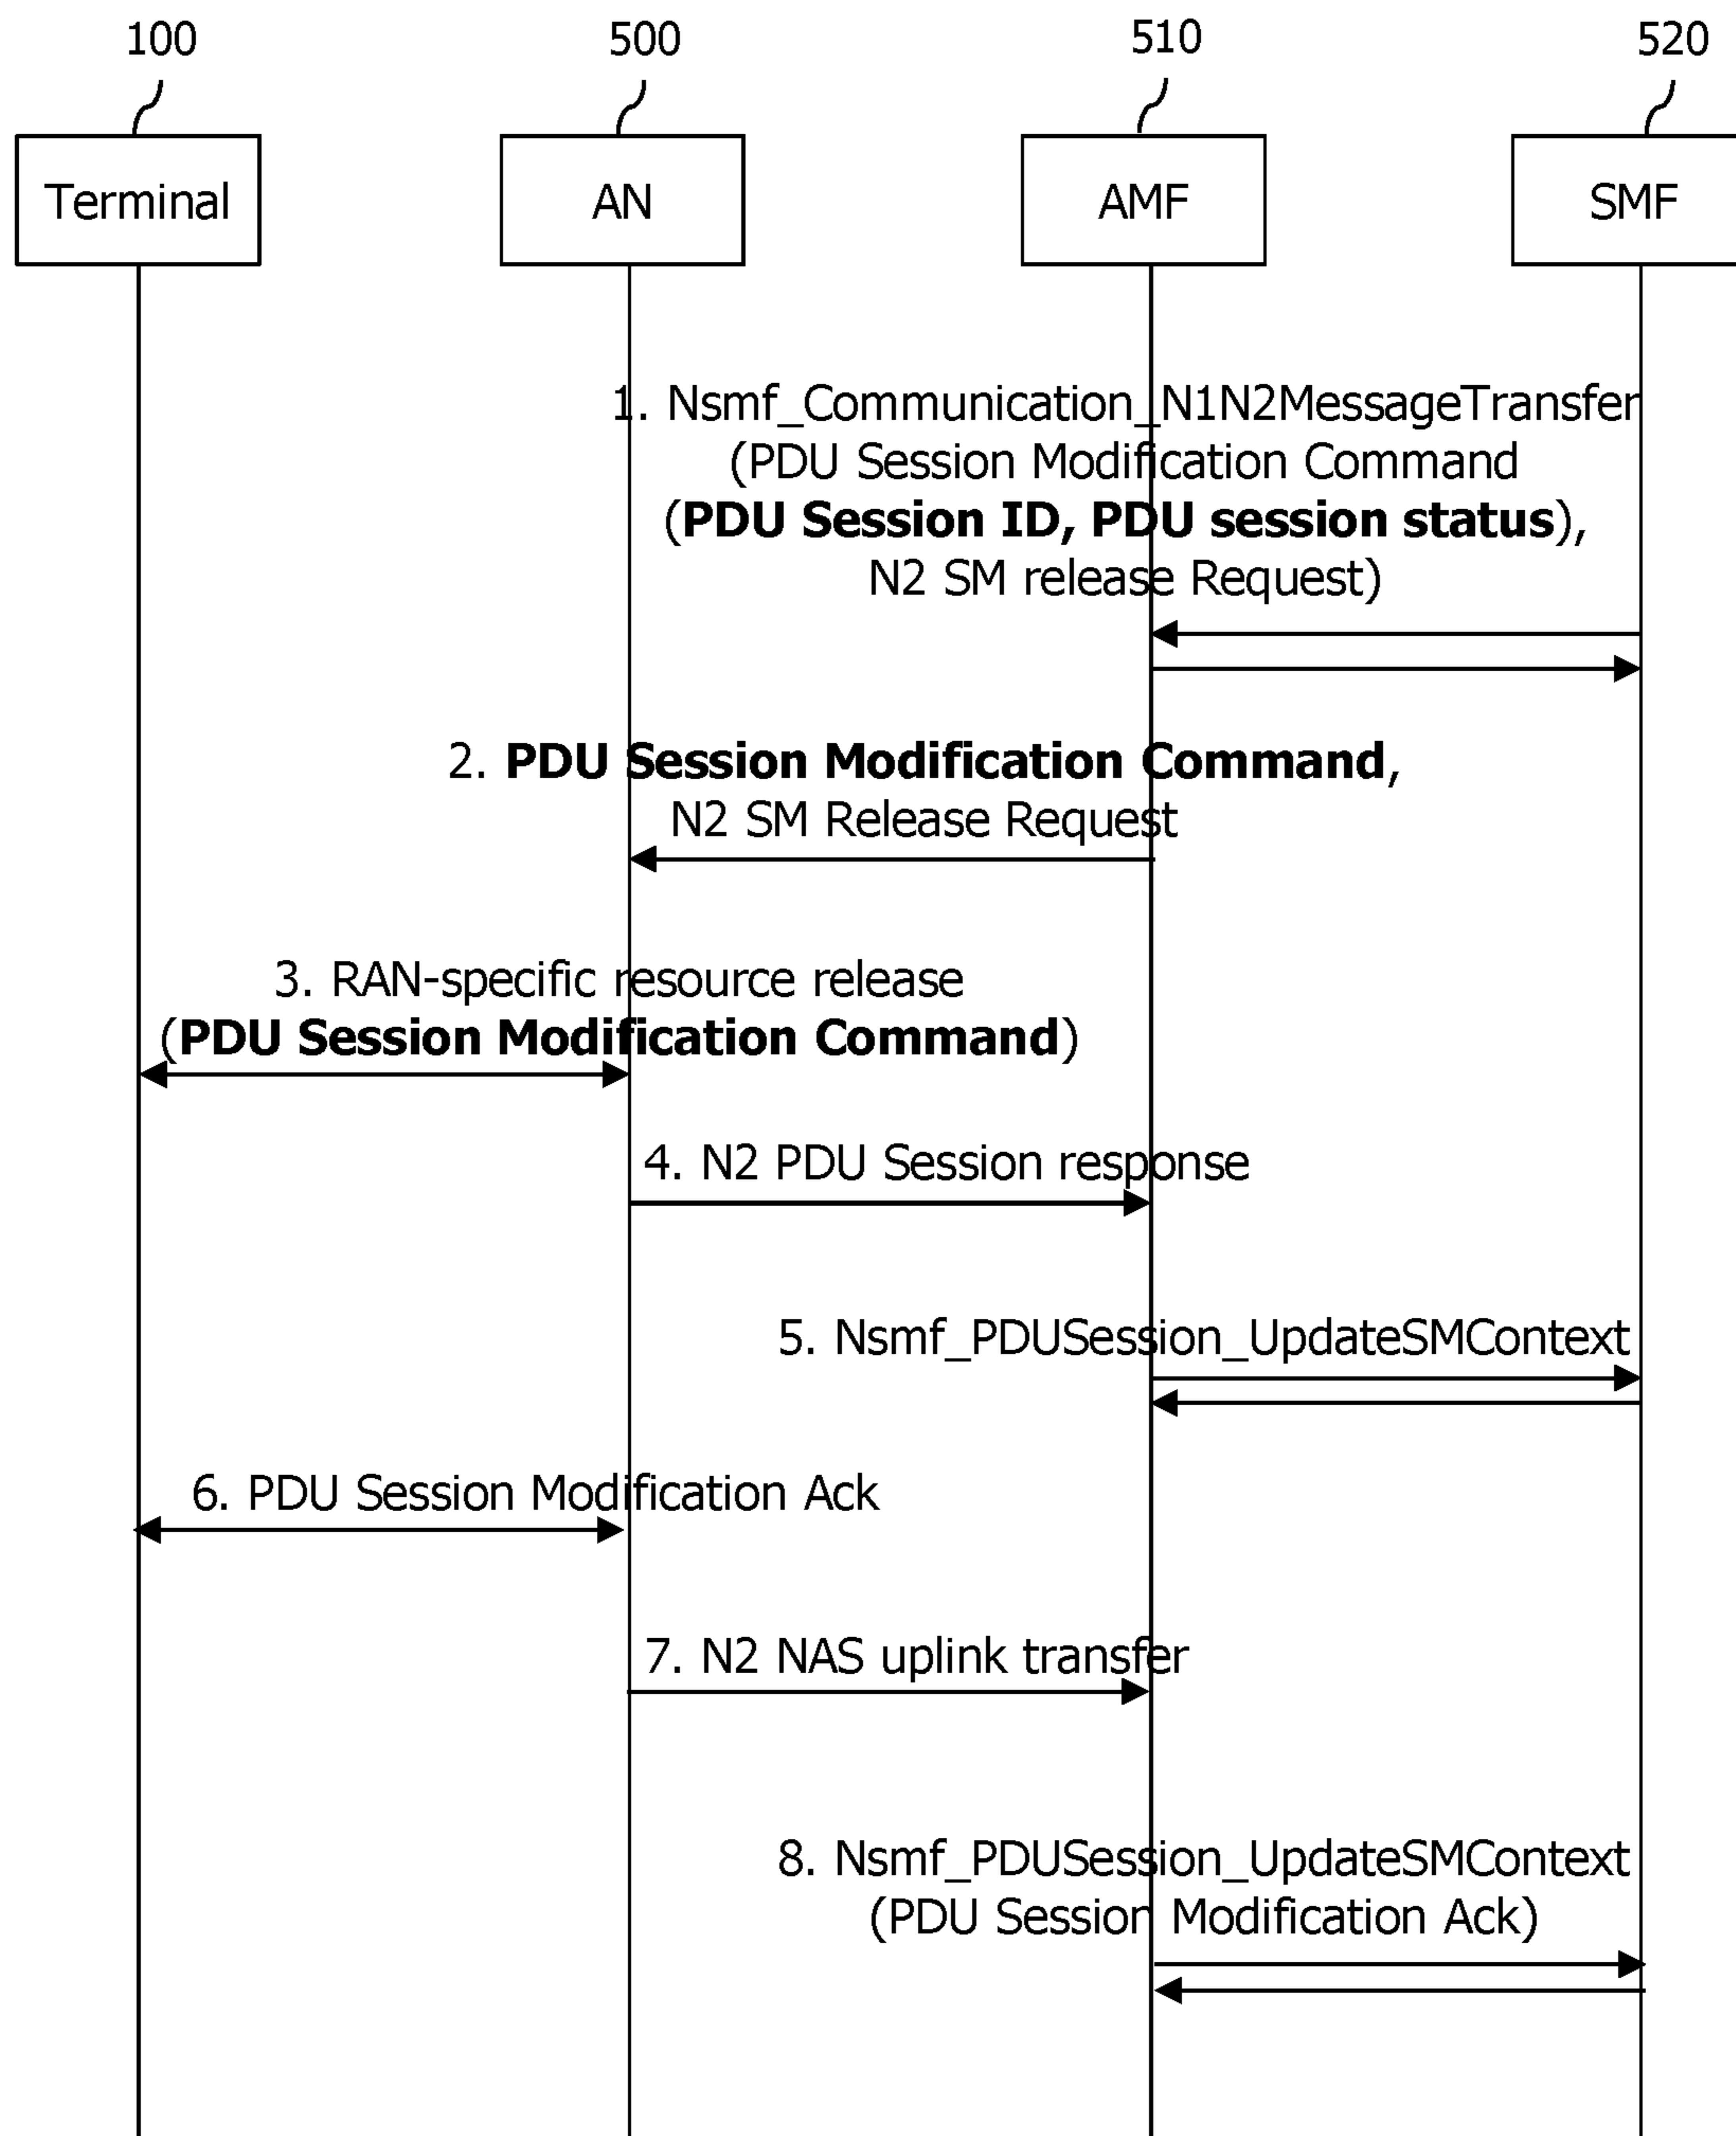 100
500
510
520
Terminal
AN
AMF
SMF
1. Nsmf_Communication_N1N2MessageTransfer
(PDU Session Modification Command
(PDU Session ID, PDU session status),
N2 SM release Request)
2. PDU Session Modification Command,
N2 SM Release Request
3. RAN-specific resource release
(PDU Session Modification Command)
4. N2 PDU Session response
5. Nsmf_PDUSession_UpdateSMContext
6. PDU Session Modification Ack
7. N2 NAS uplink transfer
8. Nsmf_PDUSession_UpdateSMContext
(PDU Session Modification Ack)